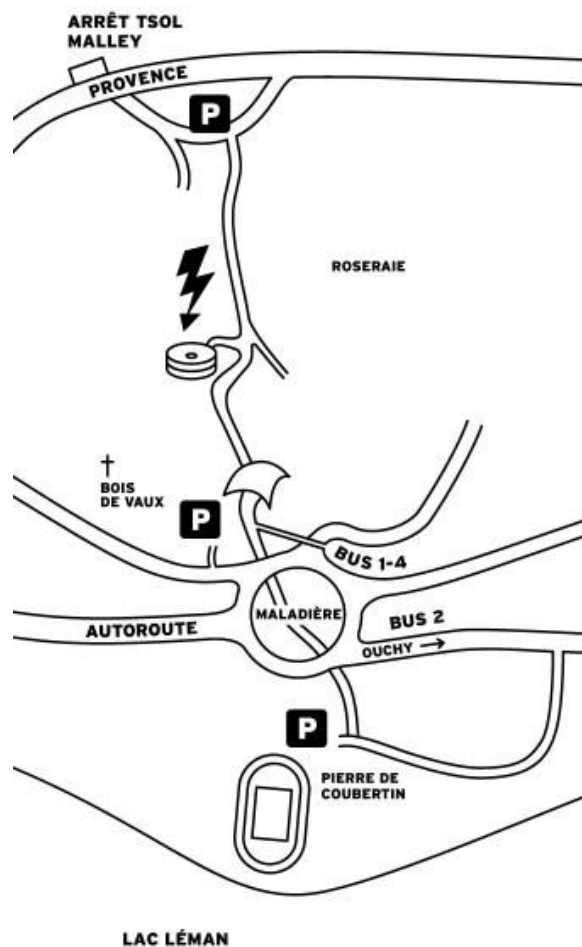 ARRÊT TSOL
MALLEY
PROVENCE
P
ROSERAIE
BOIS
DE VAUX
P
BUS 1-4
MALADIÈRE
BUS 2
AUTOROUTE
OUCHY →
P
PIERRE DE
COUBERTIN
LAC LÉMAN